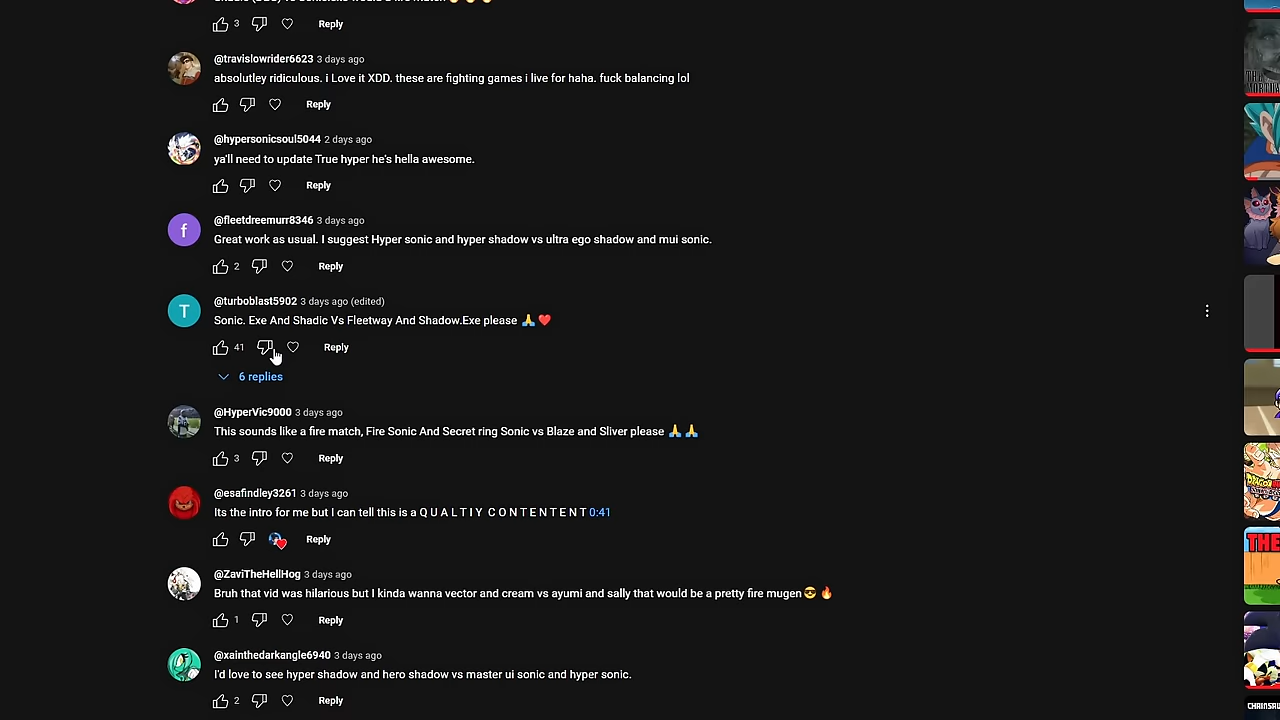 3 Reply
@travislowrider6623 3 days ago
absolutley ridiculous. i Love it XDD. these are fighting games i live for haha. fuck balancing lol
Reply
@hypersonicsoul5044 2 days ago
ya'll need to update True hyper he's hella awesome.
Reply
@fleetdreemurr8346 3 days ago
f
Great work as usual. I suggest Hyper sonic and hyper shadow vs ultra ego shadow and mui sonic.
2 Reply
@turboblast5902 3 days ago (edited)
T
Sonic. Exe And Shadic Vs Fleetway And Shadow.Exe please 🙏❤️
41 Reply
6 replies
@HyperVic9000 3 days ago
This sounds like a fire match, Fire Sonic And Secret ring Sonic vs Blaze and Sliver please 🙏🙏
3 Reply
@esafindley3261 3 days ago
Its the intro for me but I can tell this is a Q U A L T I Y  C O N T E N T E N T 0:41
Reply
@ZaviTheHellHog 3 days ago
Bruh that vid was hilarious but I kinda wanna vector and cream vs ayumi and sally that would be a pretty fire mugen😎🔥
1 Reply
@xainthedarkangle6940 3 days ago
I'd love to see hyper shadow and hero shadow vs master ui sonic and hyper sonic.
2 Reply
THE